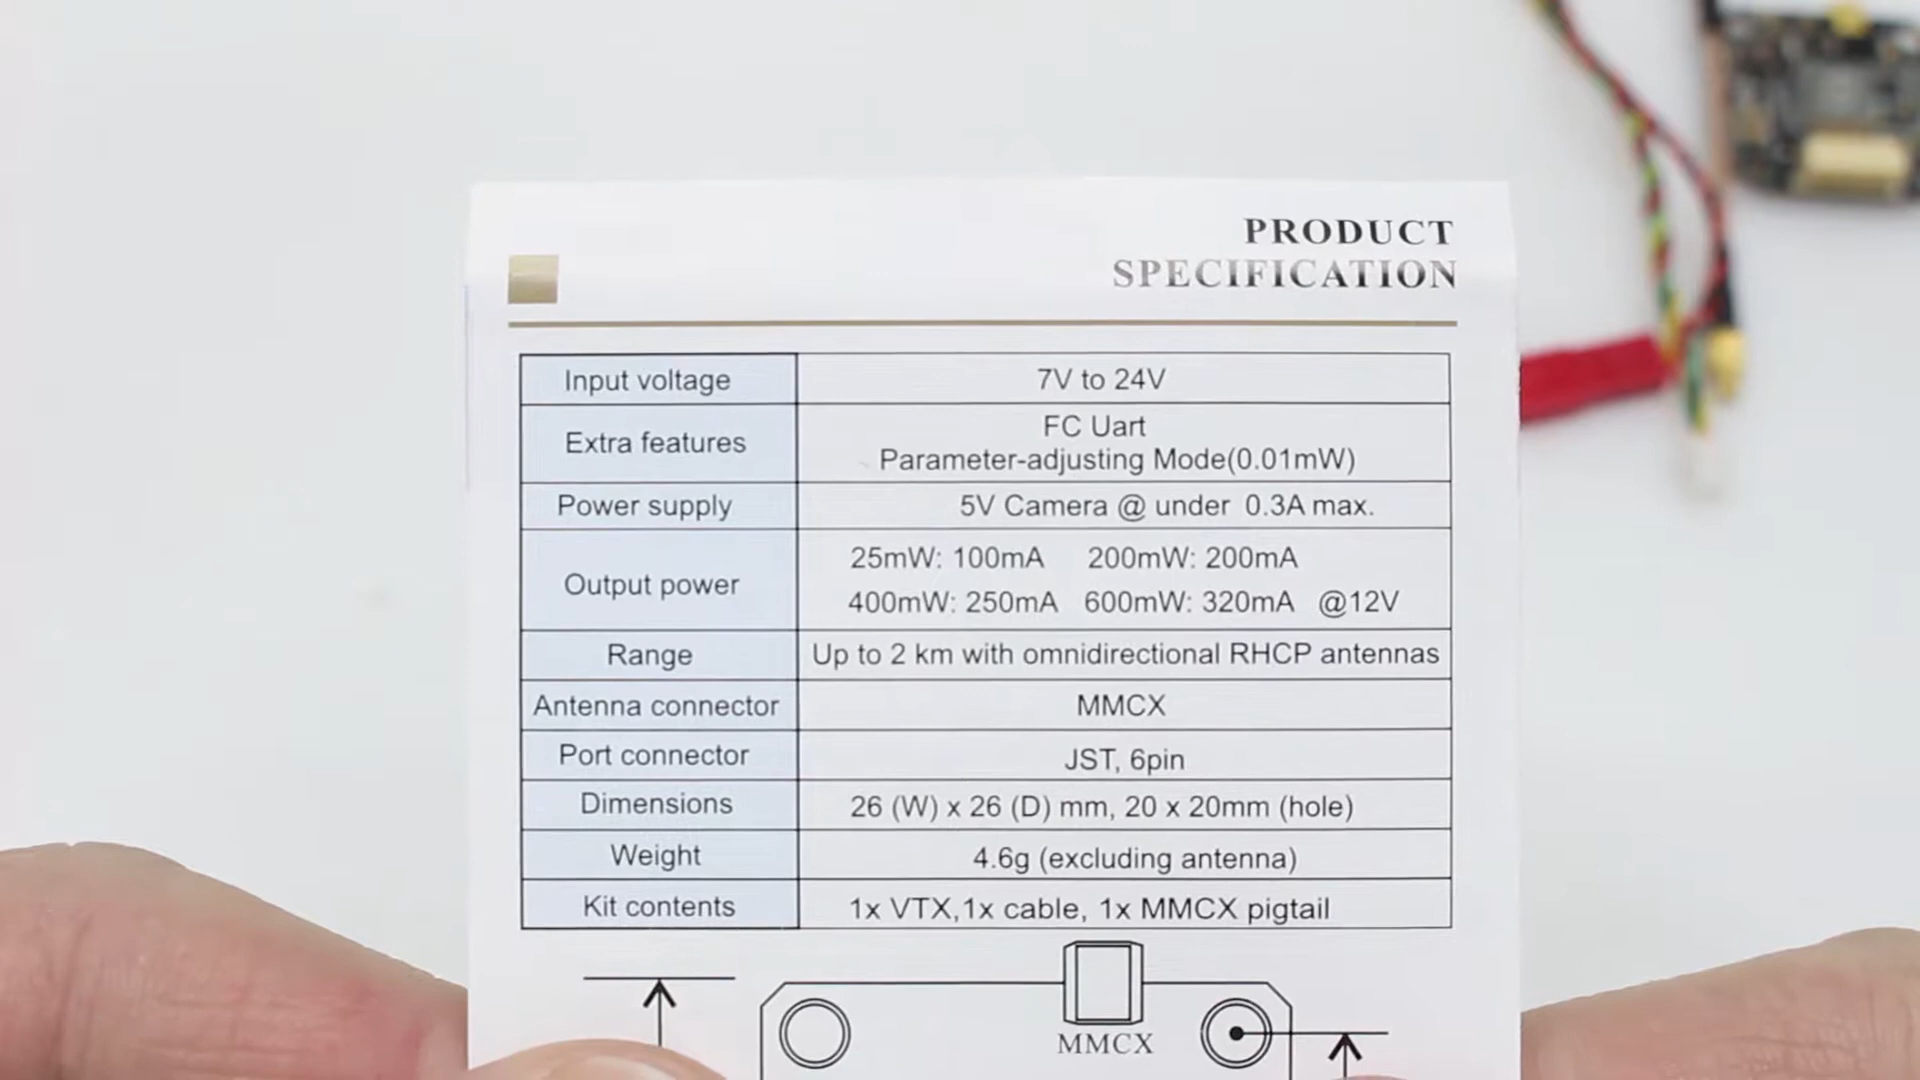 PRODUCT
SPECIFICATION
Input voltage
7V to 24V
Extra features
FC Uart
Parameter-adjusting Mode(0.01mW)
Power supply
5V Camera @ under 0.3A max.
Output power
25mW: 100mA 200mW: 200mA
400mW: 250mA 600mW: 320mA @12V
Range
Up to 2 km with omnidirectional RHCP antennas
Antenna connector
MMCX
Port connector
JST, 6pin
Dimensions
26 (W) x 26 (D) mm, 20 x 20mm (hole)
Weight
4.6g (excluding antenna)
Kit contents
1x VTX,1x cable, 1x MMCX pigtail
MMCX